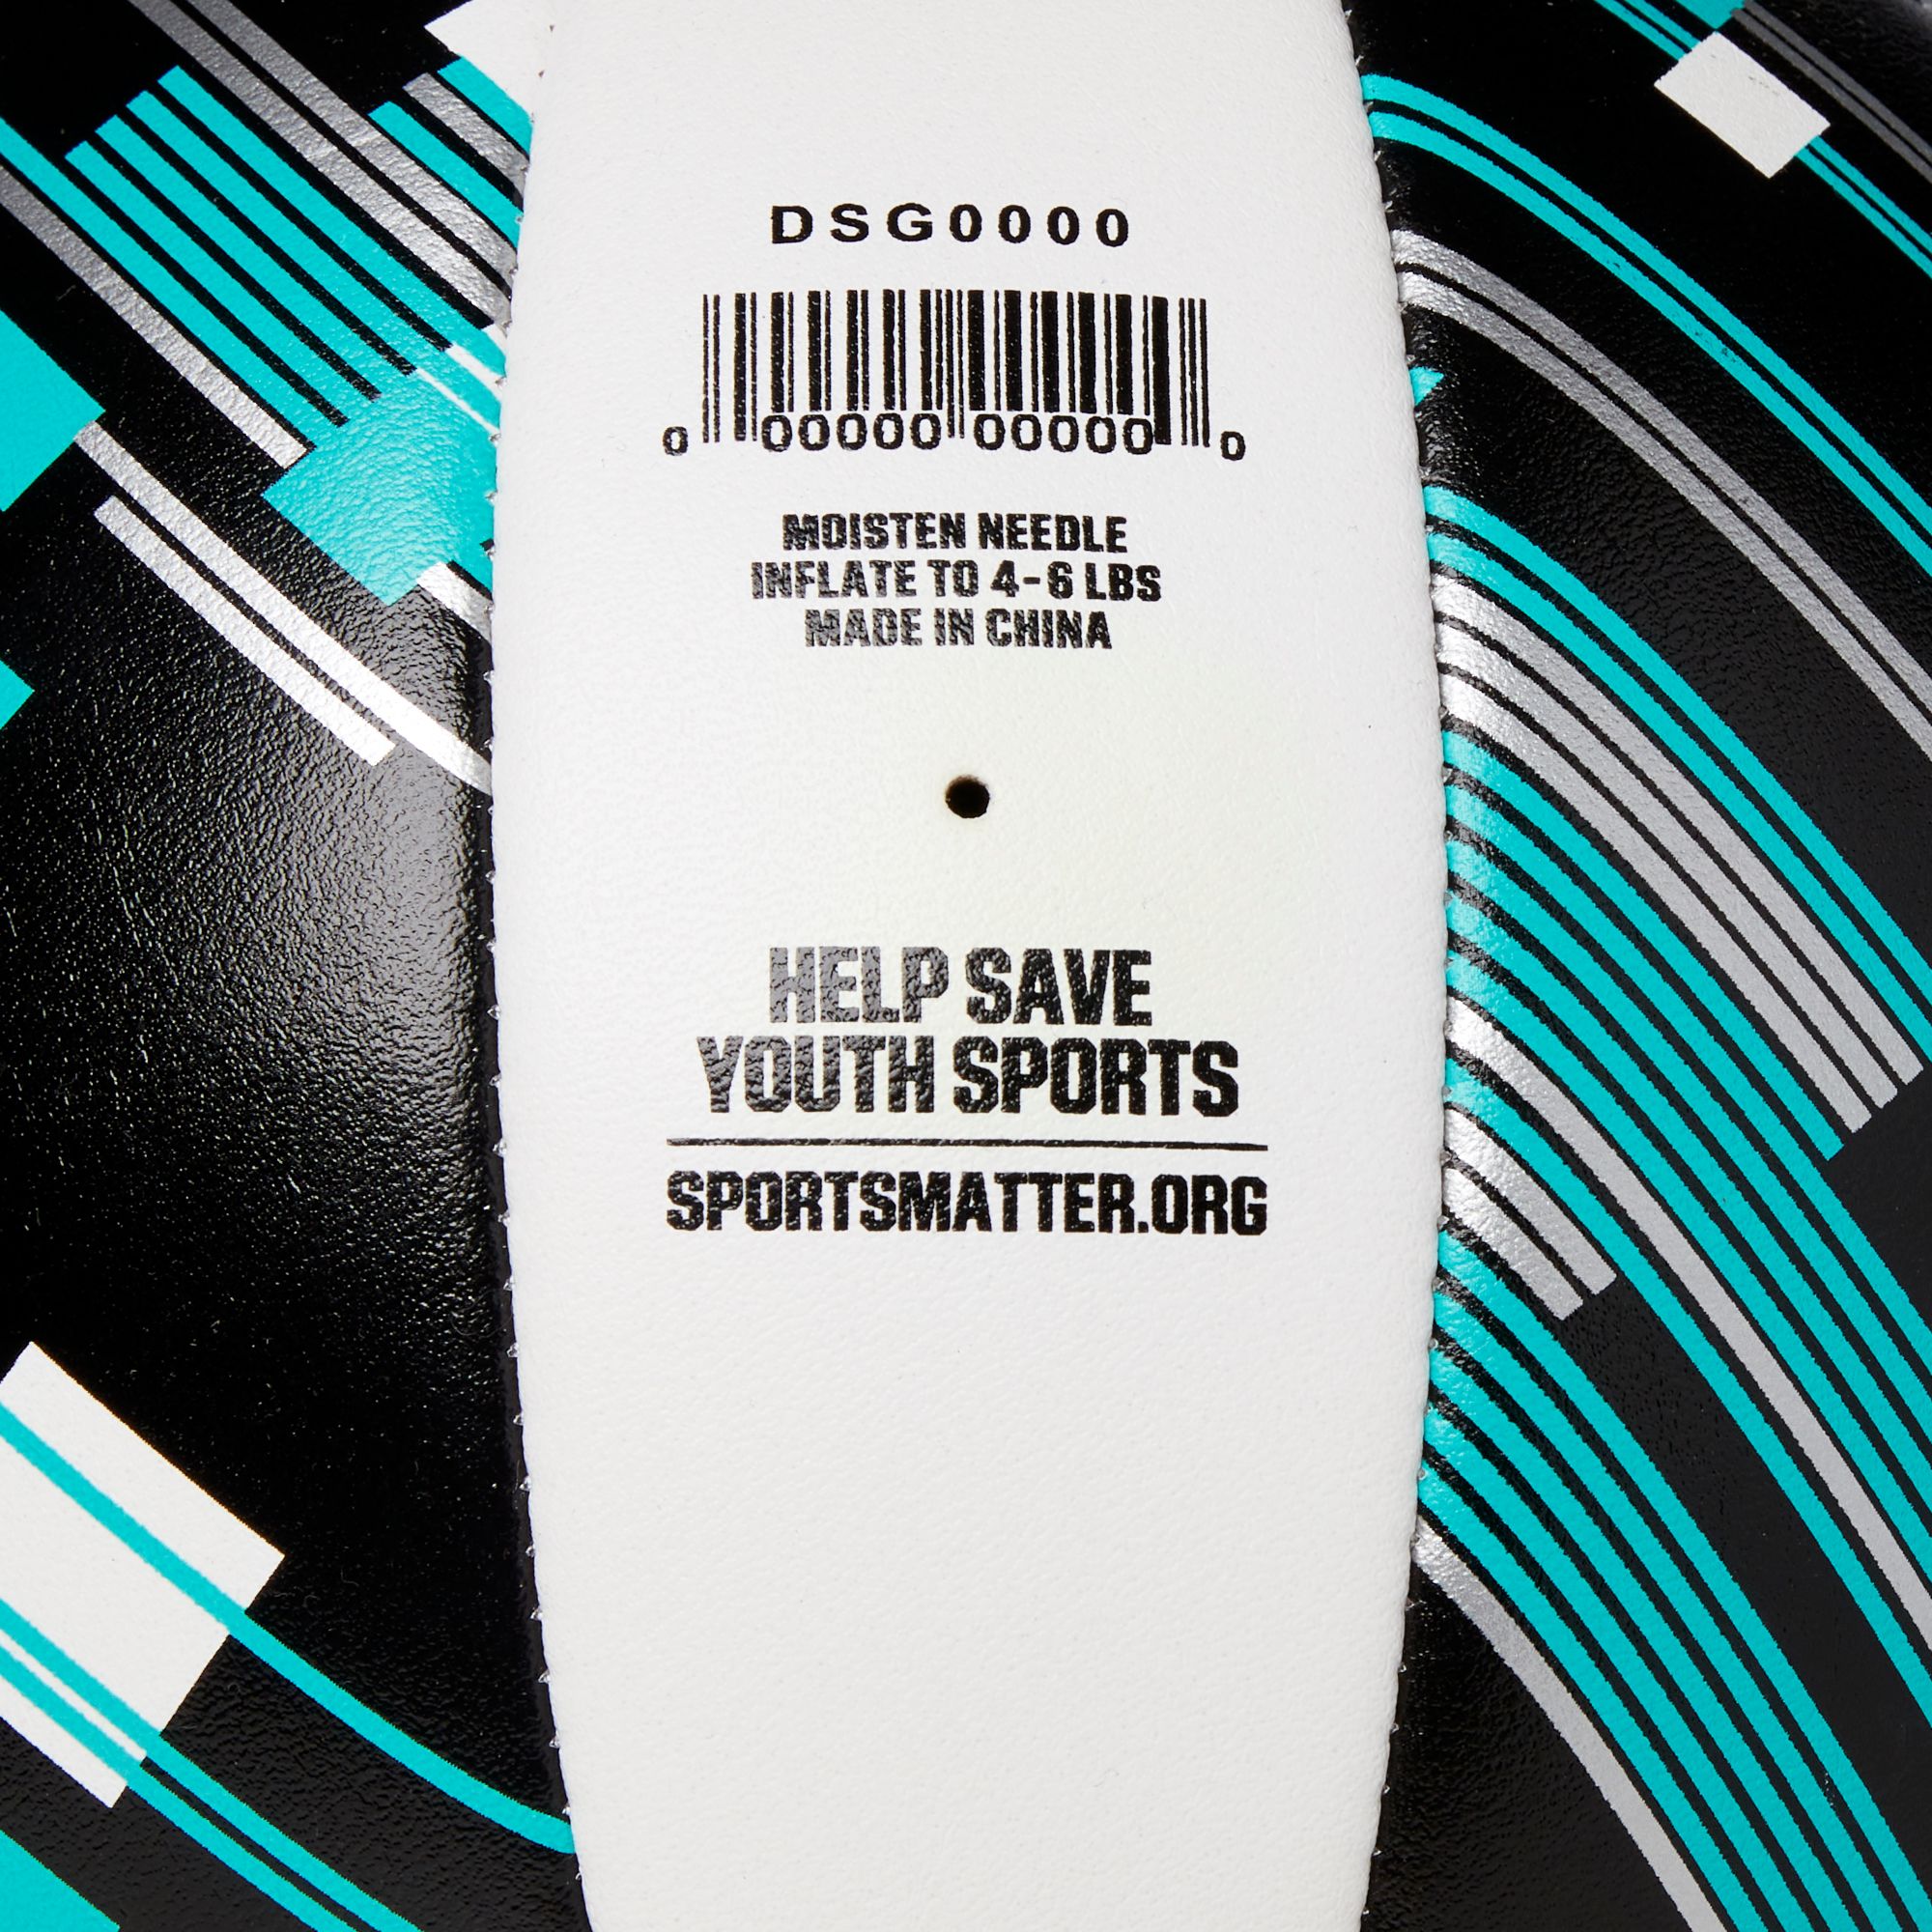 DSG0000
0 00000 00000 0
MOISTEN NEEDLE
INFLATE TO 4-6 LBS
MADE IN CHINA
HELP SAVE
YOUTH SPORTS
SPORTSMATTER.ORG